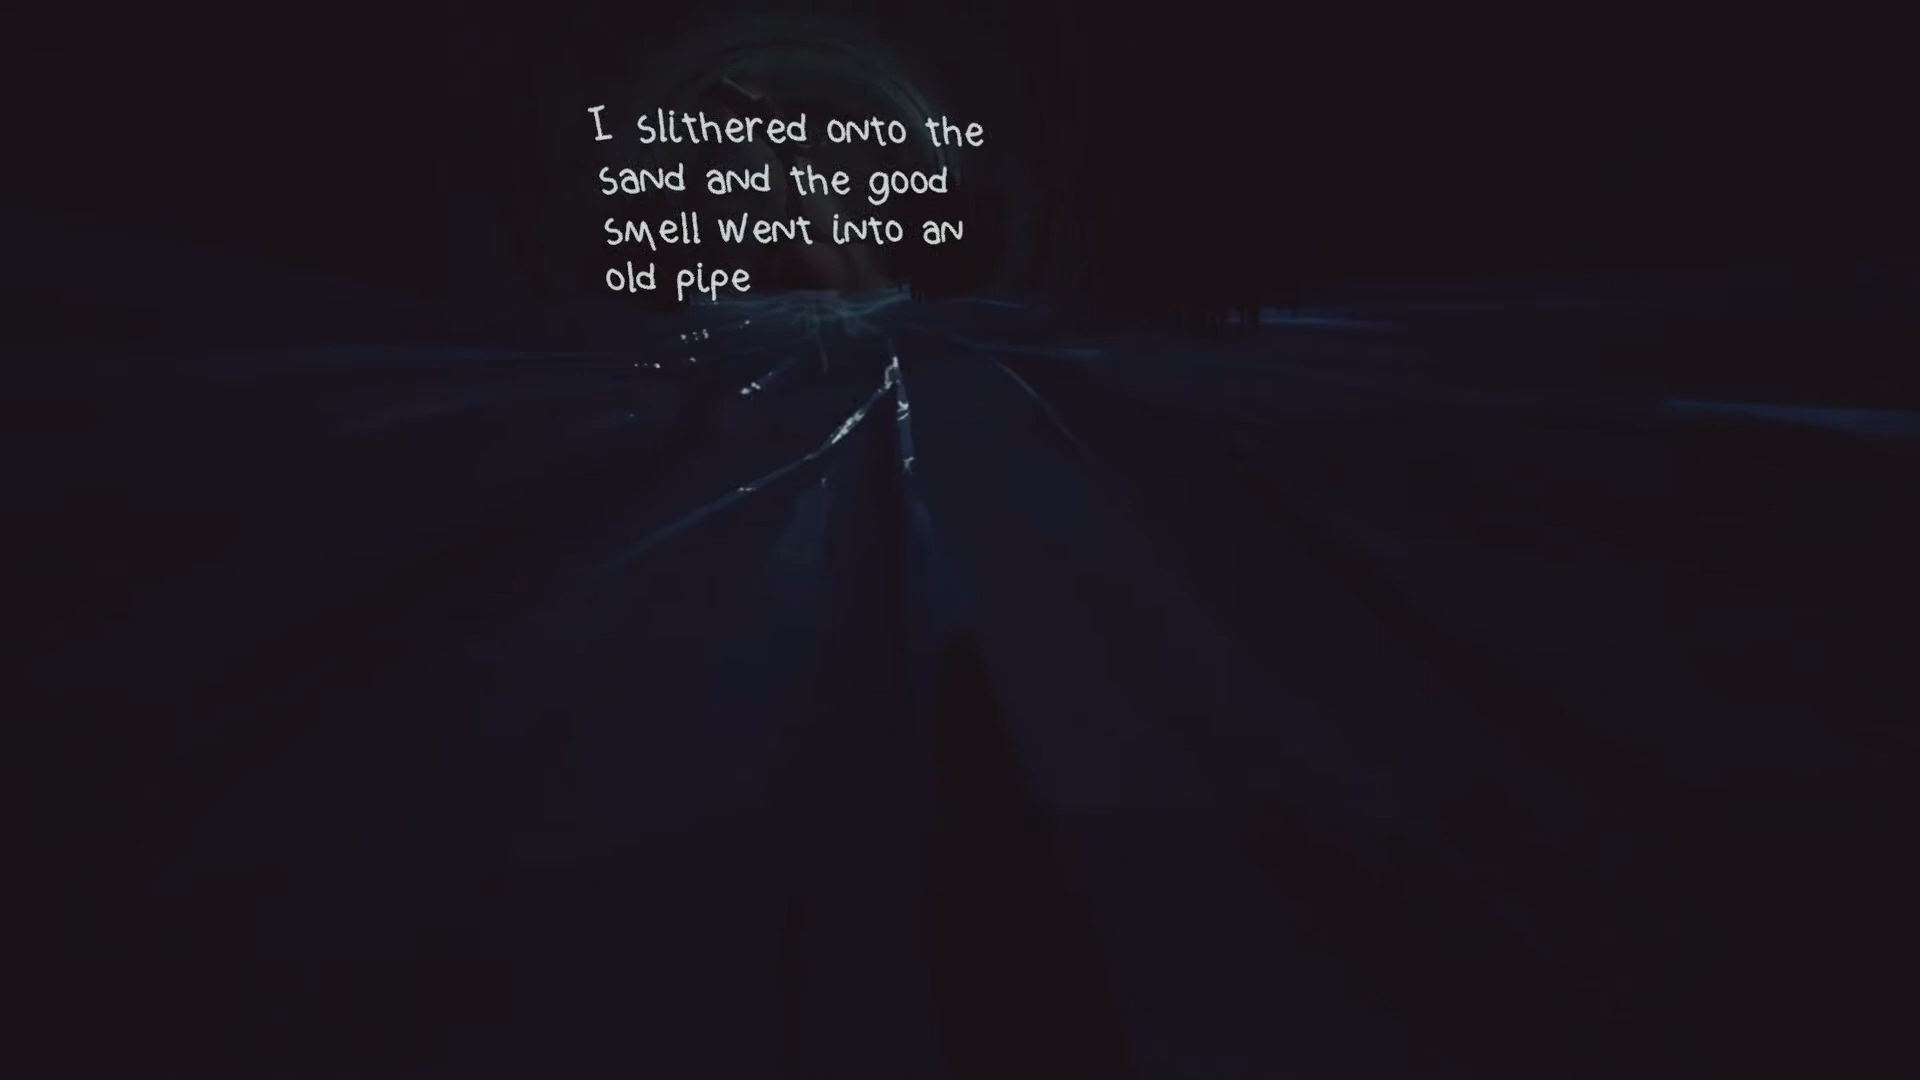 I slithered onto the
sand and the good
smell went into an
old pipe